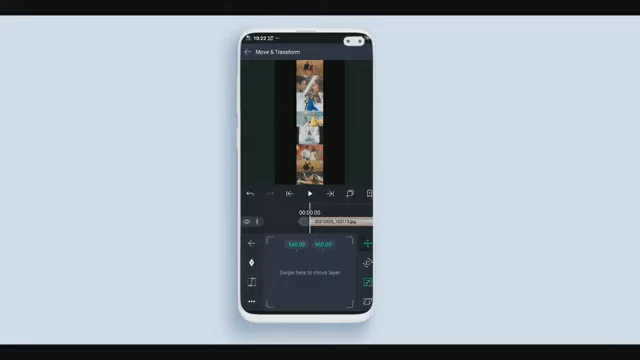 10:22
Move & Transform
00:00:00
540.00 960.00
Swipe here to move layer